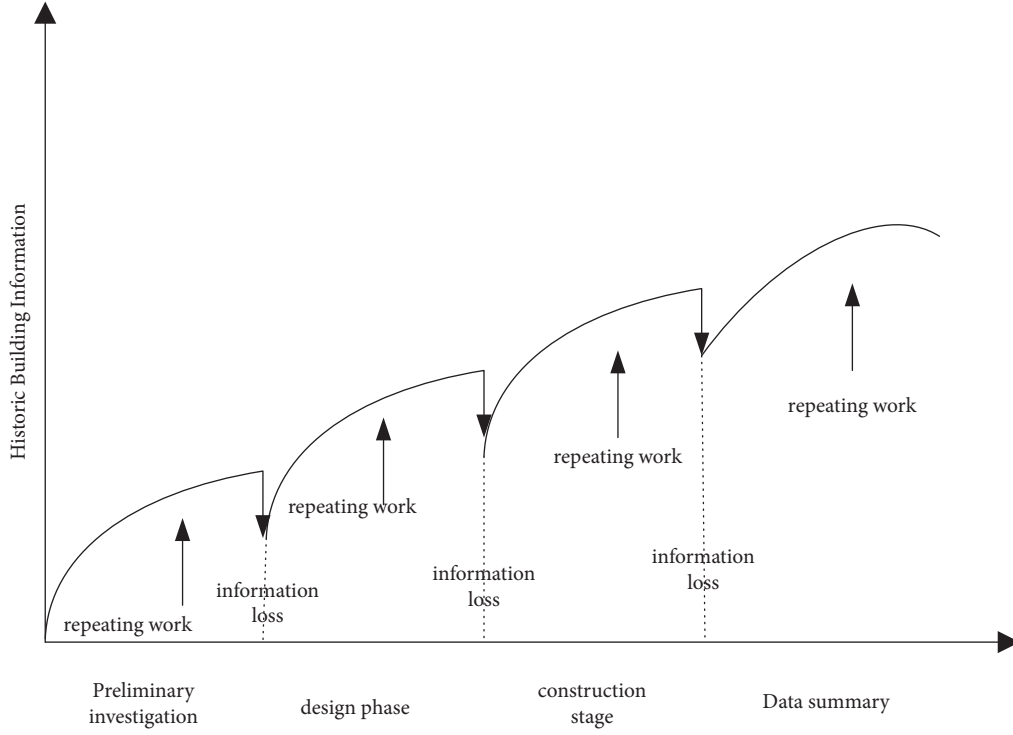 Historic Building Information
repeating work
repeating work
repeating work
repeating work
information
loss
information
loss
information
loss
Preliminary
investigation
design phase
construction
stage
Data summary